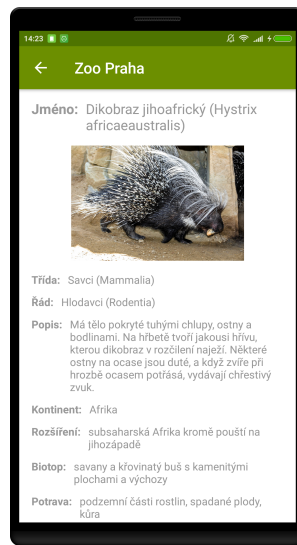 14:23
Zoo Praha
Jméno: Dikobraz jihoafrický (Hystrix
africaeaustralis)
Třída: Savci (Mammalia)
Řád: Hlodavci (Rodentia)
Popis: Má tělo pokryté tuhými chlupy, ostny a
bodlinami. Na hřbetě tvoří jakousi hřívu,
kterou dikobraz v rozčilení naježí. Některé
ostny na ocase jsou duté, a když zvíře při
hrozbě ocasem potřásá, vydávají chřestivý
zvuk.
Kontinent: Afrika
Rozšíření: subsaharská Afrika kromě pouští na
jihozápadě
Biotop: savany a křovinatý buš s kamenitými
plochami a výchozy
Potrava: podzemní části rostlin, spadané plody,
kůra